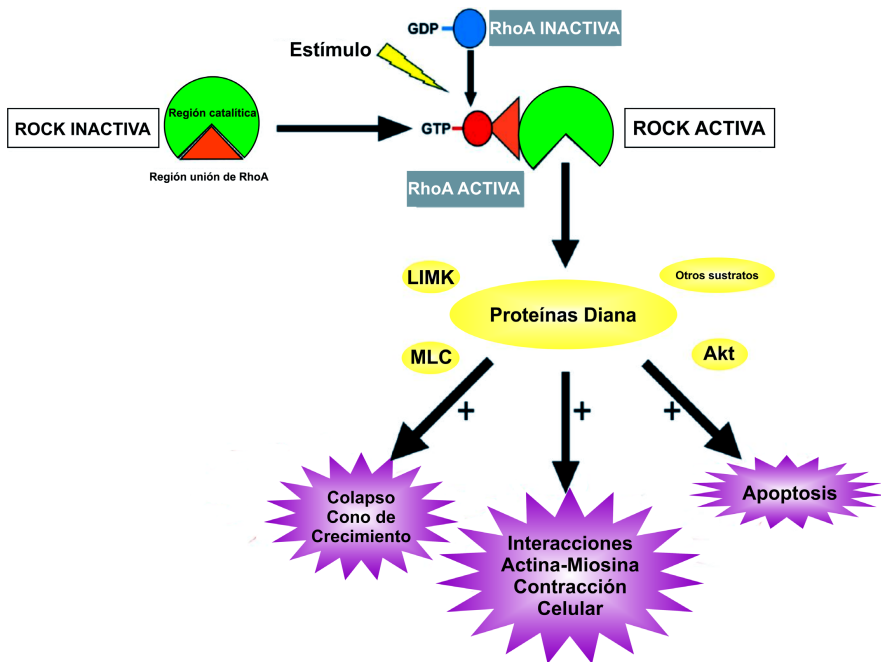 GDP
RhoA INACTIVA
Estímulo
Región catalítica
ROCK INACTIVA
GTP
ROCK ACTIVA
Región unión de RhoA
RhoA ACTIVA
LIMK
Otros sustratos
Proteínas Diana
MLC
Akt
+
+
+
Colapso
Cono de
Crecimiento
Interacciones
Actina-Miosina
Contracción
Celular
Apoptosis